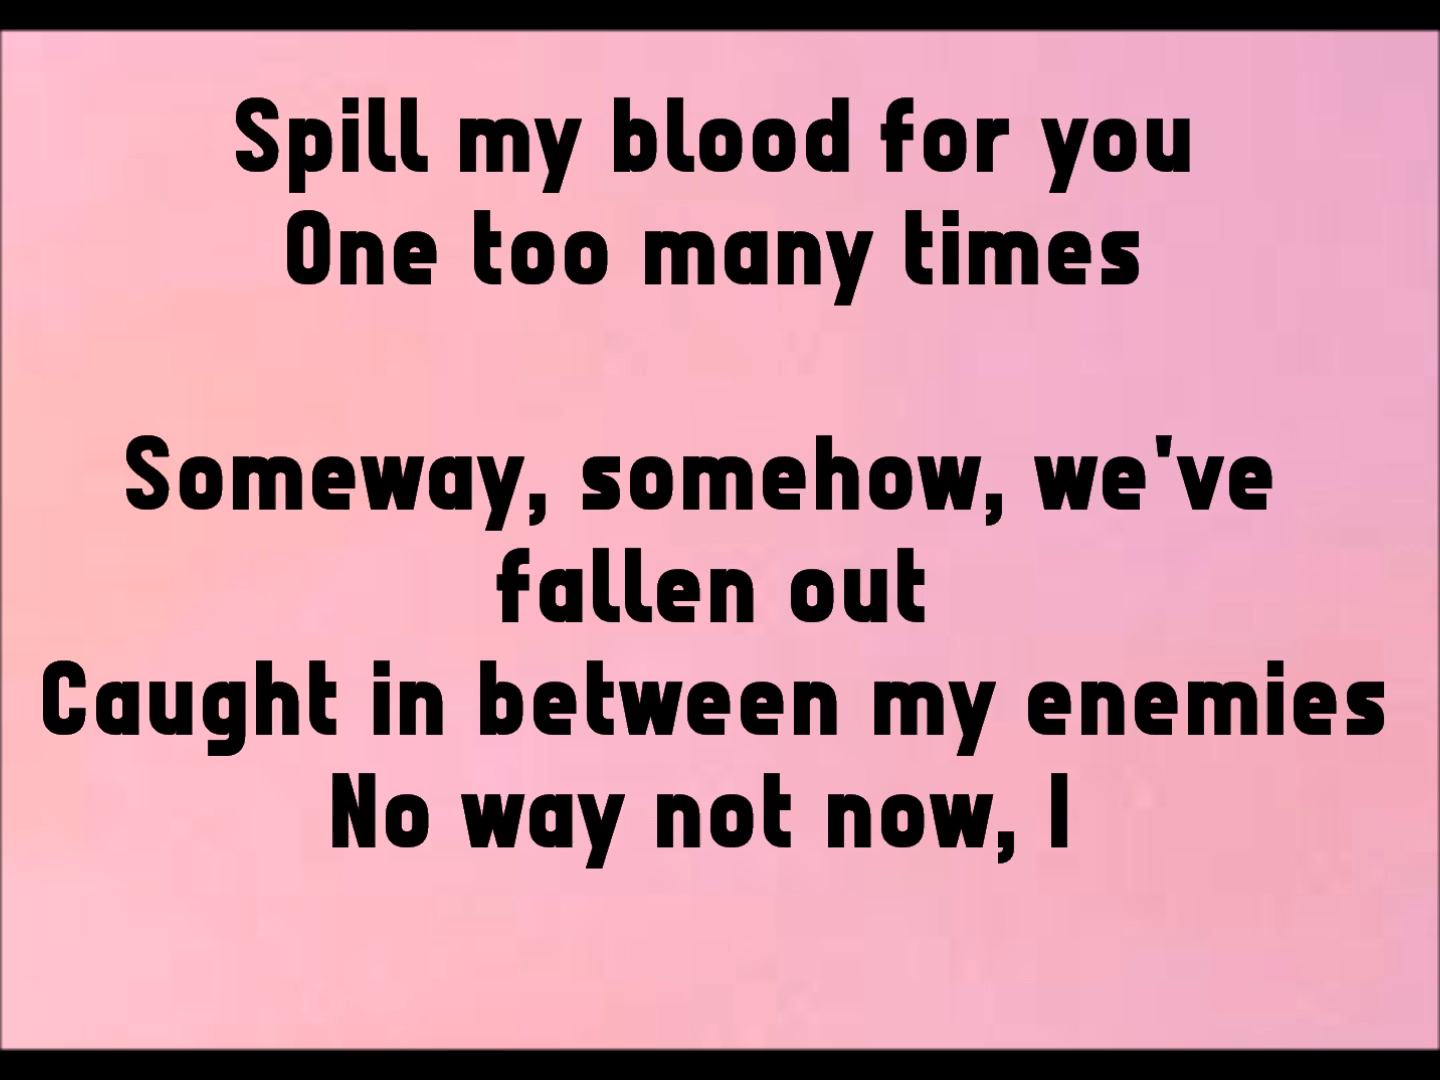 Spill my blood for you
One too many times
Someway, somehow, we've
fallen out
Caught in between my enemies
No way not now, I